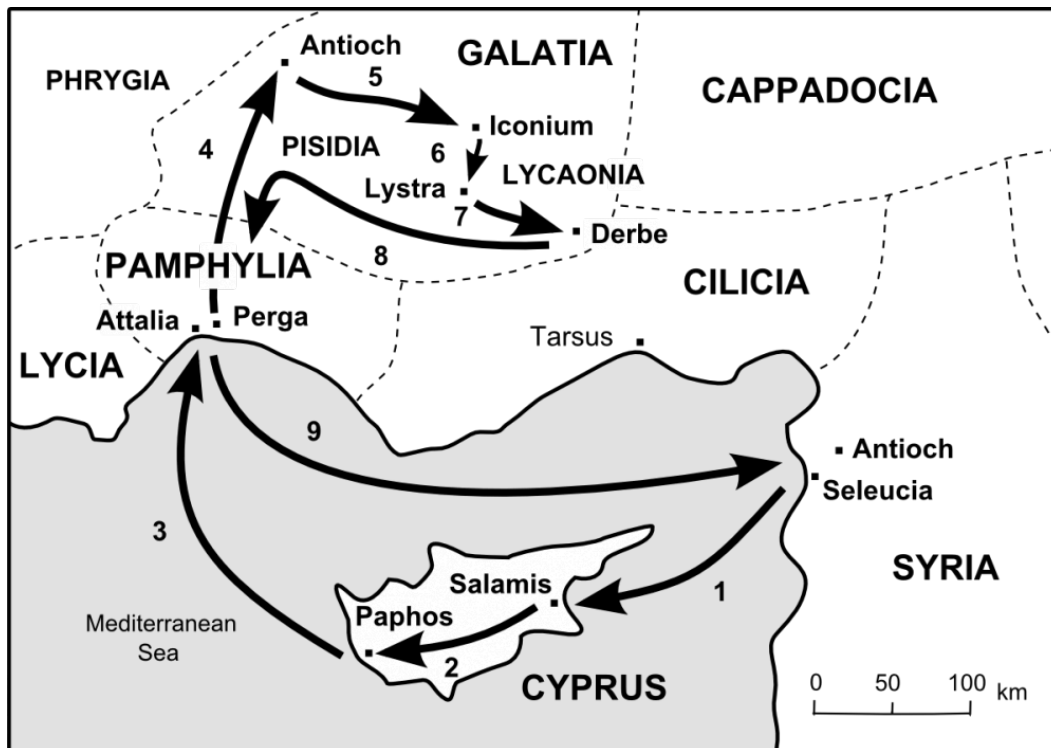 Antioch
GALATIA
PHRYGIA
5
CAPPADOCIA
Iconium
4
PISIDIA
6
LYCAONIA
Lystra
7
Derbe
8
PAMPHYLIA
CILICIA
Attalia
Perga
Tarsus
LYCIA
9
Antioch
Seleucia
3
SYRIA
Salamis
1
Paphos
Mediterranean
Sea
2
CYPRUS
0 50 100 km